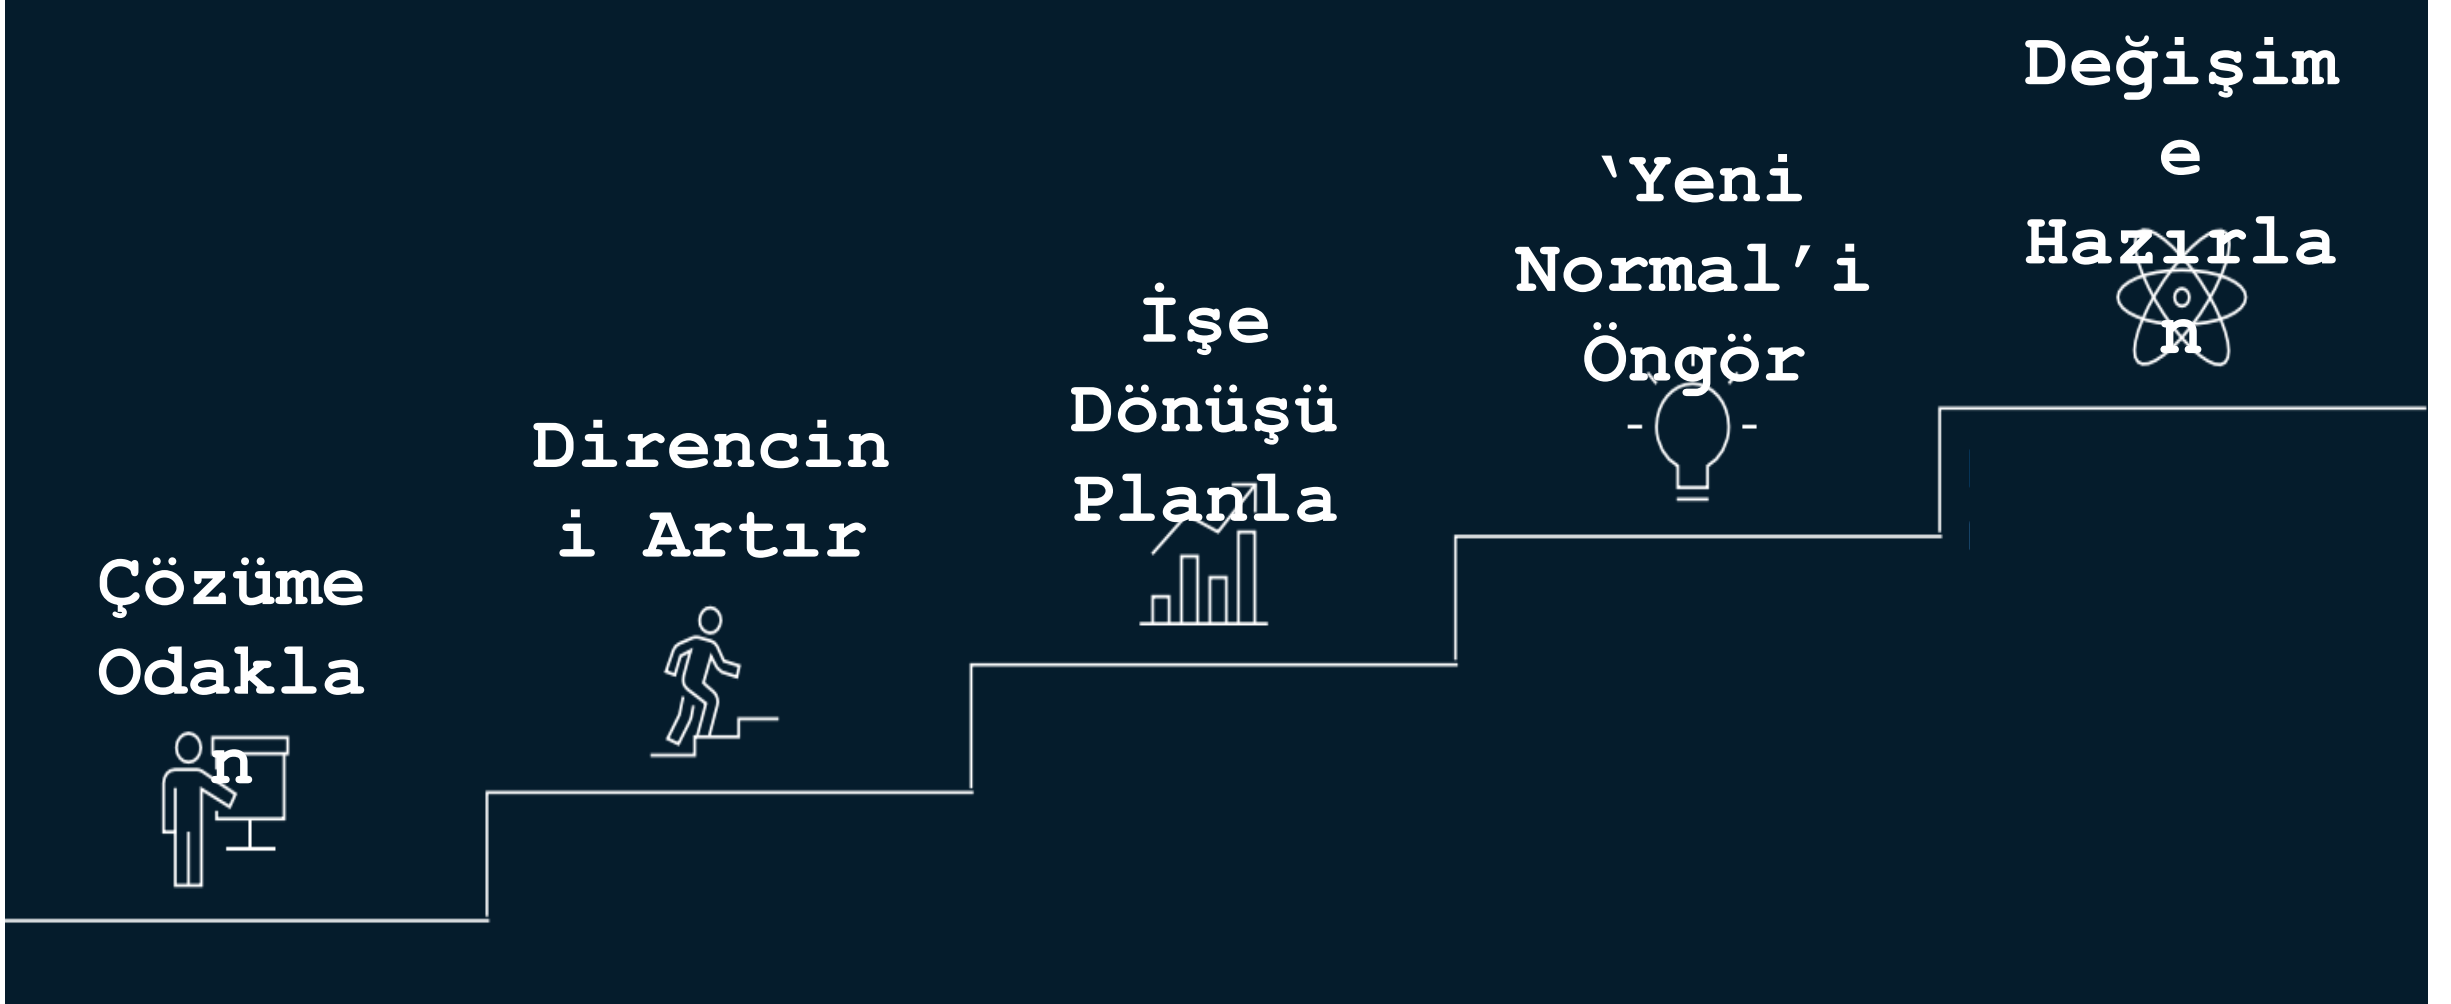 Çözüme
Odakla
n
Direncin
i Artır
İşe
Dönüşü
Planla
‘Yeni
Normal’i
Öngör
Değişim
e
Hazırla
n